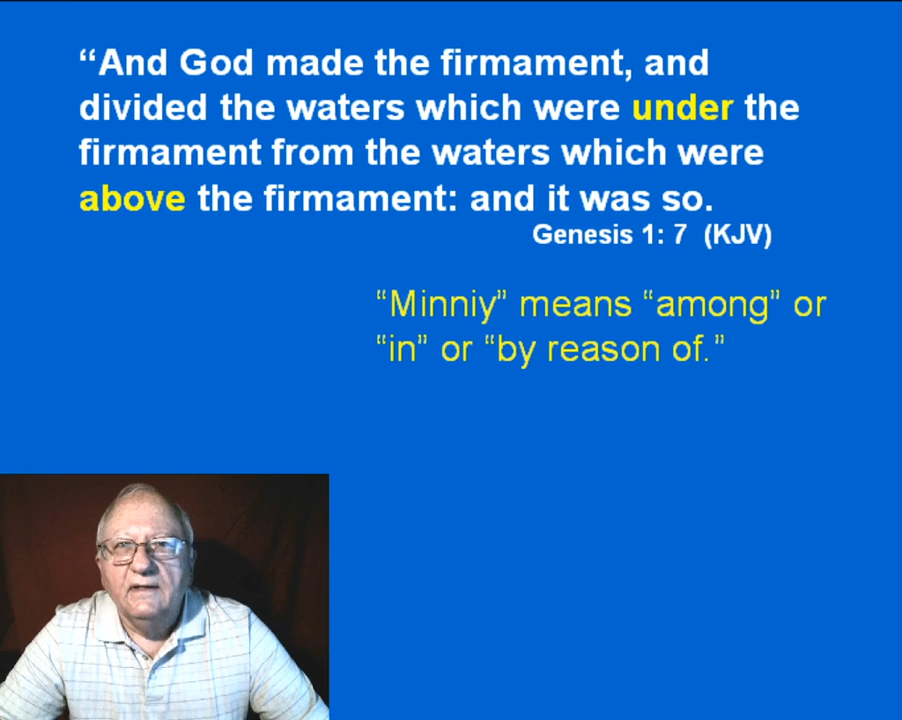 “And God made the firmament, and
divided the waters which were under the
firmament from the waters which were
above the firmament: and it was so.
Genesis 1: 7 (KJV)
“Minniy” means “among” or
“in” or “by reason of.”